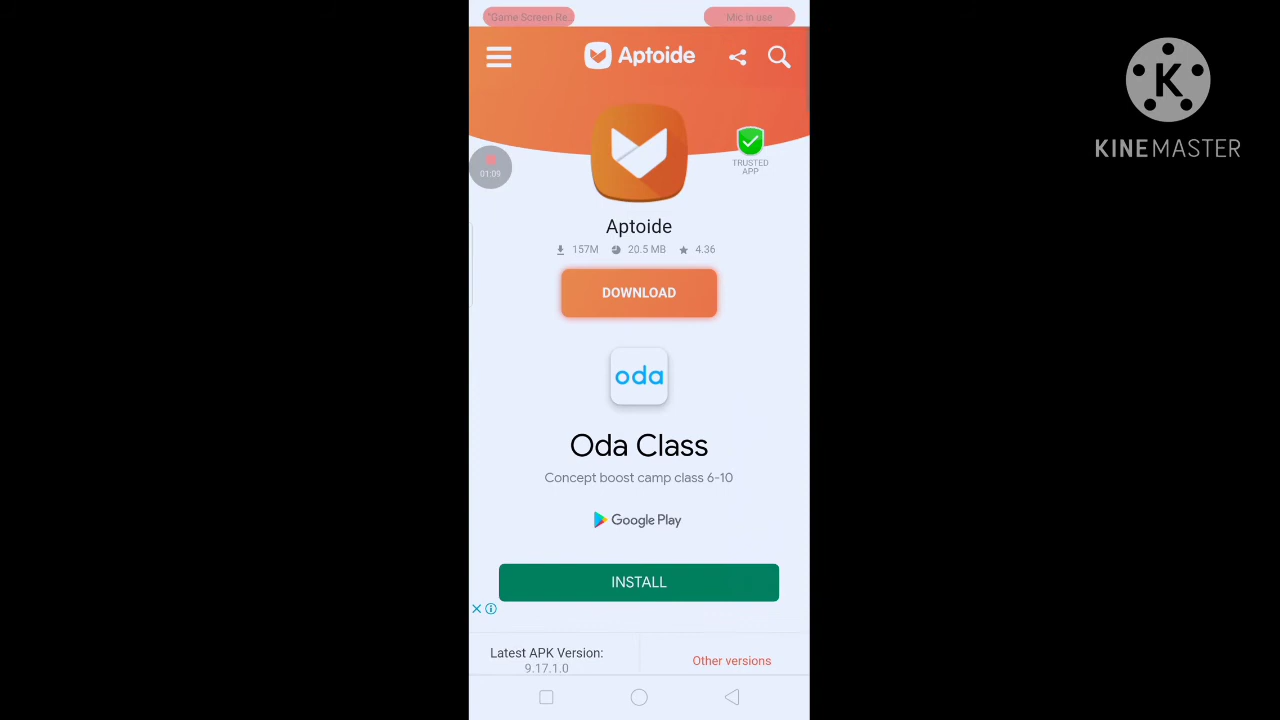 "Game Screen Re..
Mic in use
Aptoide
K
KINEMASTER
TRUSTED
APP
01:09
Aptoide
157M 20.5 MB 4.36
DOWNLOAD
oda
Oda Class
Concept boost camp class 6-10
Google Play
INSTALL
Latest APK Version:
9.17.1.0
Other versions